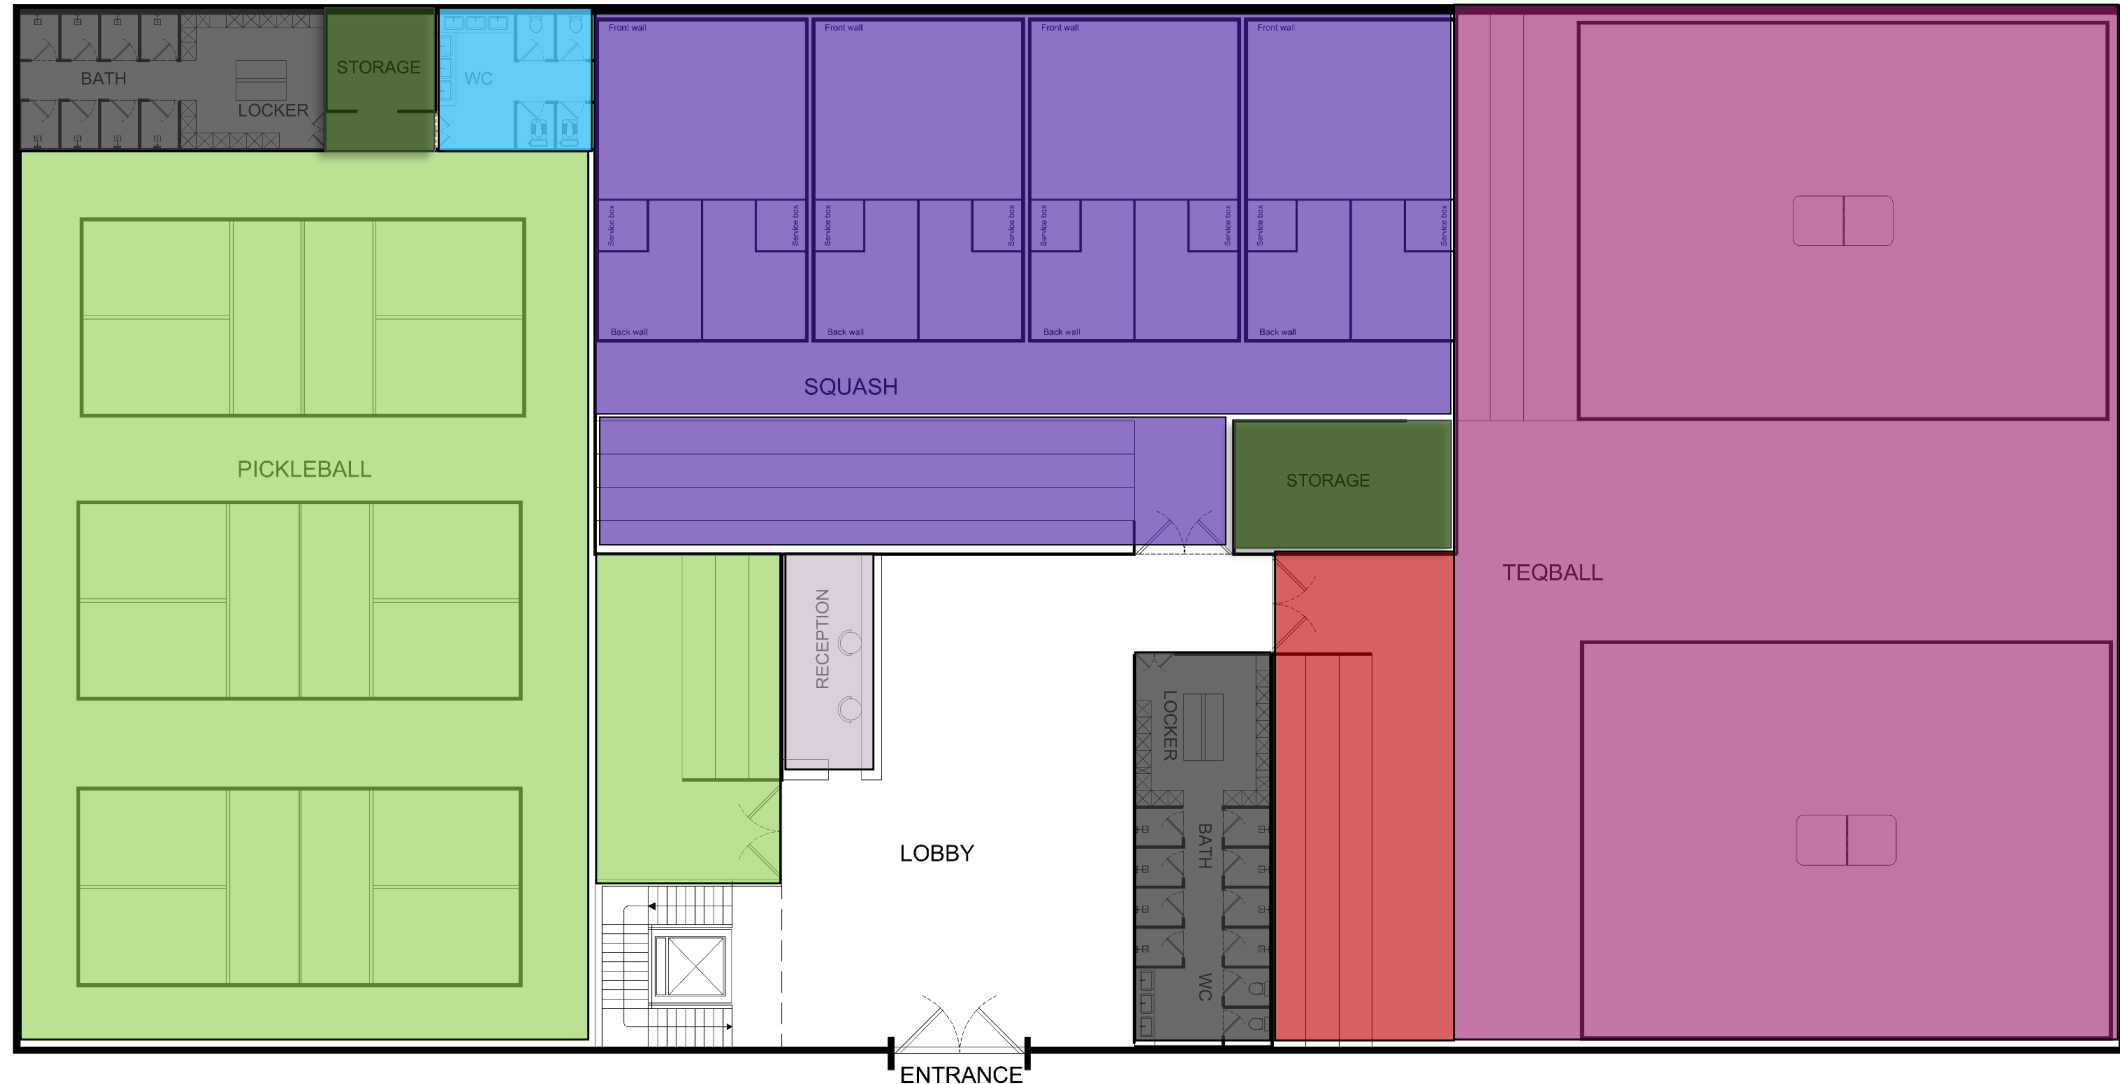 Front wall
Front wall
Front wall
Front wall
STORAGE
BATH
WC
LOCKER
Service box
Service box
Service box
Service box
Service box
Service box
Service box
Service box
Back wall
Back wall
Back wall
Back wall
SQUASH
PICKLEBALL
STORAGE
TEQBALL
RECEPTION
LOCKER
BATH
LOBBY
WC
ENTRANCE